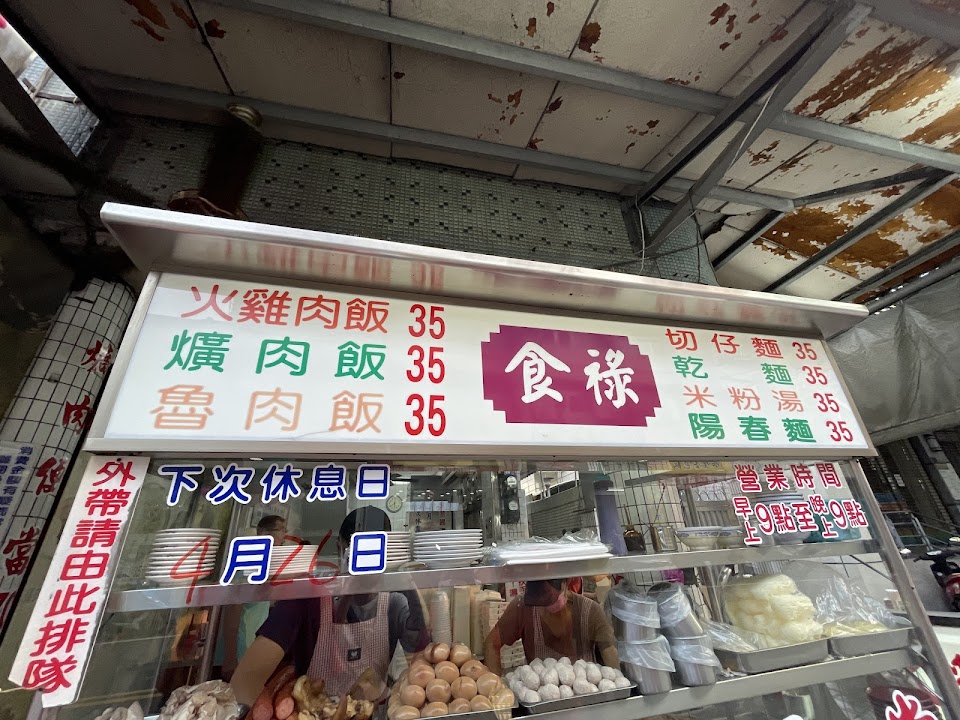 火雞肉飯 35
爌肉飯 35
魯肉飯 35
食祿
切仔麵 35
乾麵 35
米粉湯 35
陽春麵 35
外帶請由此排隊
下次休息日
4月26日
營業時間
早上9點至晚上9點